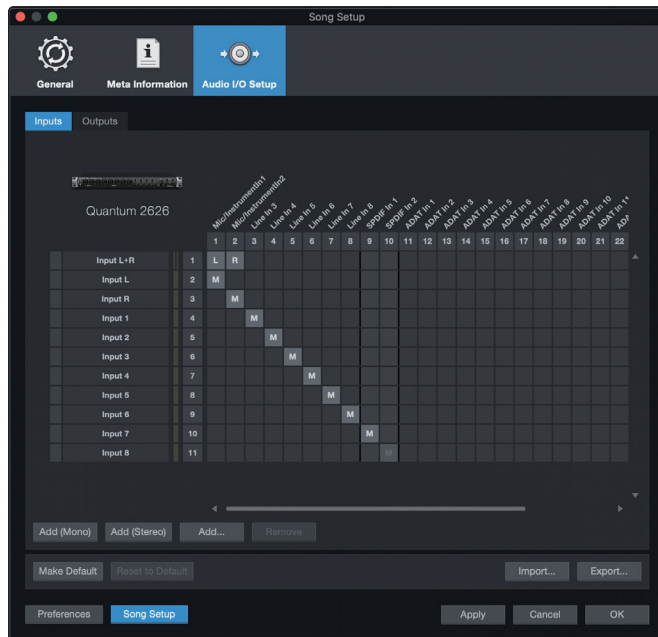 Song Setup
General Meta Information Audio I/O Setup
Inputs Outputs
Quantum 2626
Mic/InstrumentIn1 Mic/InstrumentIn2 Line In 3 Line In 4 Line In 5 Line In 6 Line In 7 Line In 8 SPDIF In 1 SPDIF In 2 ADAT In 1 ADAT In 2 ADAT In 3 ADAT In 4 ADAT In 5 ADAT In 6 ADAT In 7 ADAT In 8 ADAT In 9 ADAT In 10 ADAT In 11
1 2 3 4 5 6 7 8 9 10 11 12 13 14 15 16 17 18 19 20 21 22
Input L+R 1 L R
Input L 2 M
Input R 3 M
Input 1 4 M
Input 2 5 M
Input 3 6 M
Input 4 7 M
Input 5 8 M
Input 6 9 M
Input 7 10 M
Input 8 11 M
Add (Mono) Add (Stereo) Add... Remove
Make Default Reset to Default Import... Export...
Preferences Song Setup Apply Cancel OK